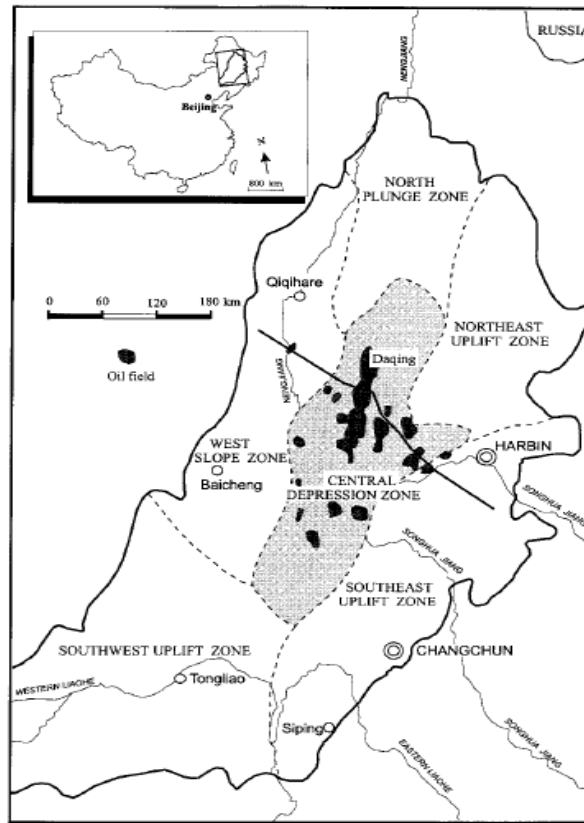 RUSSIA
Beijing
800 km
NENGJIANG
NORTH
PLUNGE ZONE
Qiqihare
0 60 120 180 km
NORTHEAST
UPLIFT ZONE
Oil field
Daqing
WEST
SLOPE ZONE
Baicheng
HARBIN
CENTRAL
DEPRESSION ZONE
SONGHUA JIANG
SONGHUA JIANG
SOUTHEAST
UPLIFT ZONE
SOUTHWEST UPLIFT ZONE
CHANGCHUN
WESTERN LIAOHE
Tongliao
Siping
EASTERN LIAOHE
SONGHUA JIANG